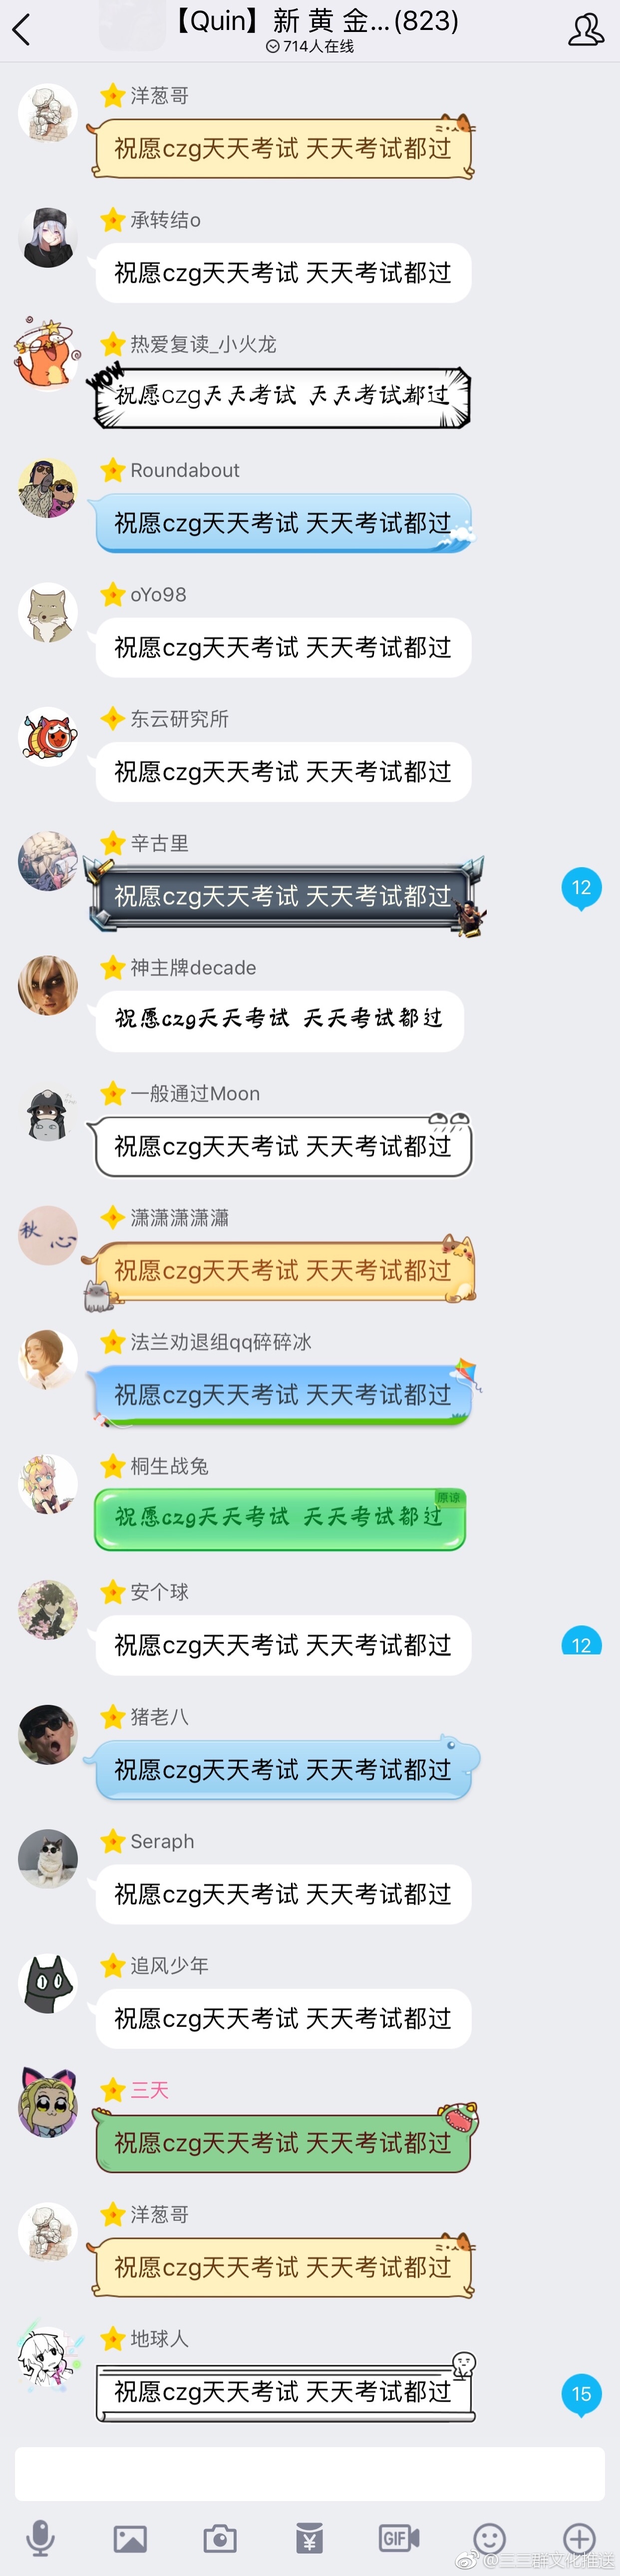 【Quin】新 黄 金...(823)
714人在线
洋葱哥
祝愿czg天天考试 天天考试都过
承转结o
祝愿czg天天考试 天天考试都过
热爱复读_小火龙
WOW
祝愿czg天天考试 天天考试都过
Roundabout
祝愿czg天天考试 天天考试都过
oYo98
祝愿czg天天考试 天天考试都过
东云研究所
祝愿czg天天考试 天天考试都过
辛古里
祝愿czg天天考试 天天考试都过
12
神主牌decade
祝愿czg天天考试 天天考试都过
一般通过Moon
祝愿czg天天考试 天天考试都过
潇潇潇潇瀟
秋心
祝愿czg天天考试 天天考试都过
法兰劝退组qq碎碎冰
祝愿czg天天考试 天天考试都过
桐生战兔
原谅
祝愿czg天天考试 天天考试都过
安个球
祝愿czg天天考试 天天考试都过
12
猪老八
祝愿czg天天考试 天天考试都过
Seraph
祝愿czg天天考试 天天考试都过
追风少年
祝愿czg天天考试 天天考试都过
三天
祝愿czg天天考试 天天考试都过
洋葱哥
祝愿czg天天考试 天天考试都过
地球人
祝愿czg天天考试 天天考试都过
15
GIF
@三三群文化推送